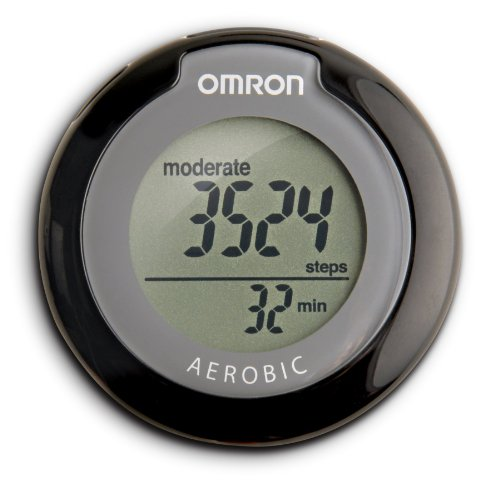 OMRON
moderate
3524
steps
32 min
AEROBIC